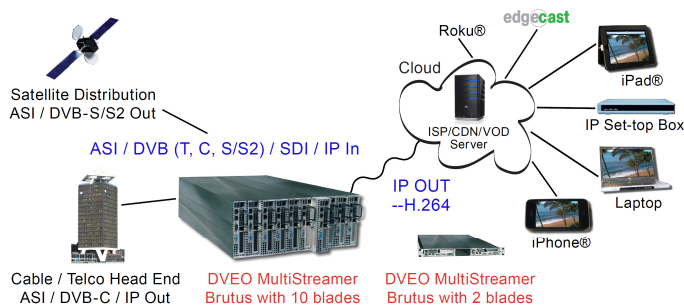 edgecast
Roku®
Cloud
iPad®
Satellite Distribution
ASI / DVB-S/S2 Out
ISP/CDN/VOD
Server
IP Set-top Box
ASI / DVB (T, C, S/S2) / SDI / IP In
IP OUT
--H.264
Laptop
iPhone®
Cable / Telco Head End
ASI / DVB-C / IP Out
DVEO MultiStreamer
Brutus with 10 blades
DVEO MultiStreamer
Brutus with 2 blades